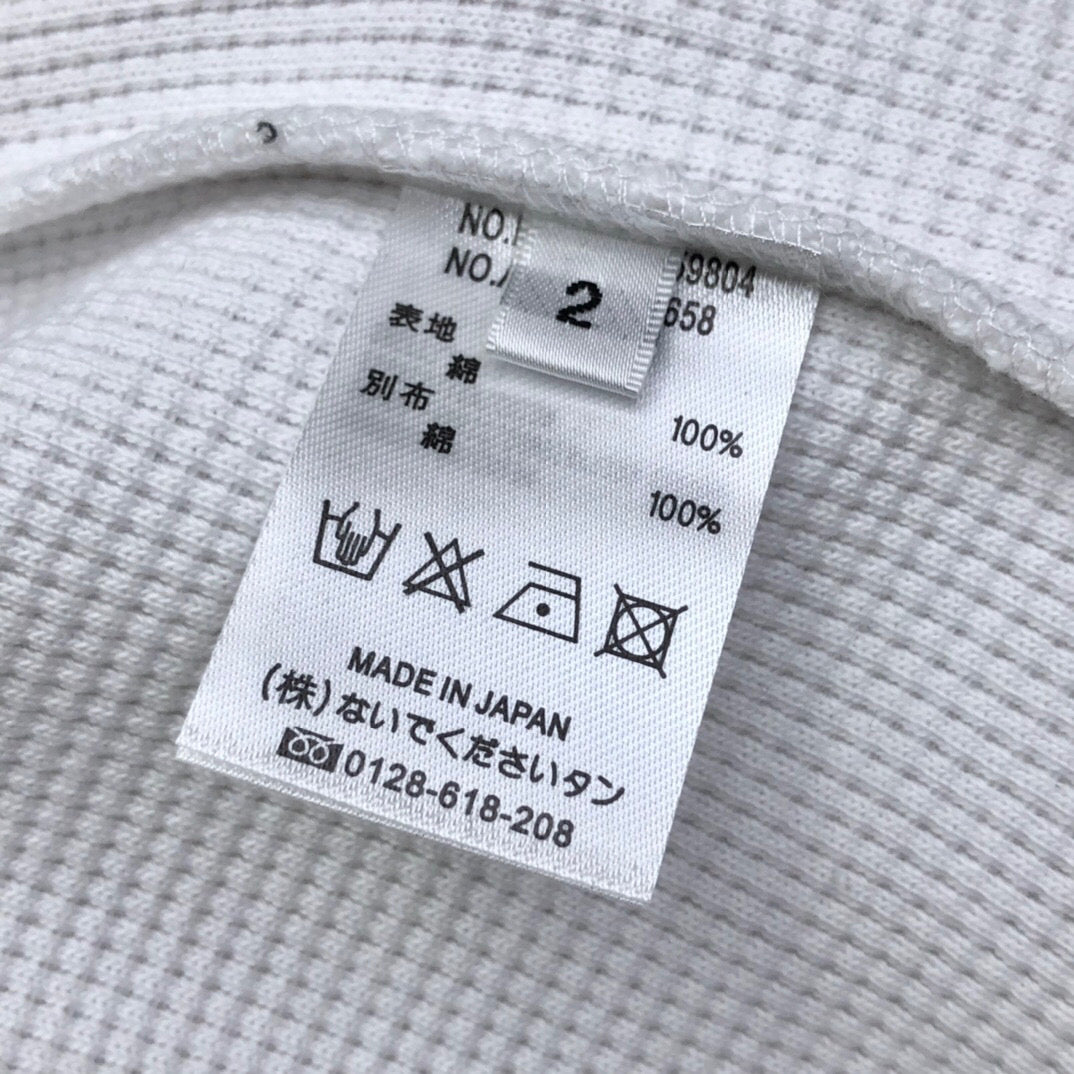 NO.
NO.
59804
658
2
表地
綿 100%
別布
綿 100%
MADE IN JAPAN
(株)ないでくださいタン
0128-618-208